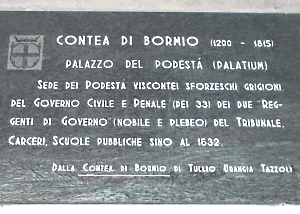 CONTEA DI BORMIO (1200 - 1815)
PALAZZO DEL PODESTÁ (PALATIUM)
SEDE DEI PODESTÁ VISCONTEI SFORZESCHI GRIGIONI
DEL GOVERNO CIVILE E PENALE (DEI 33) DEI DUE "REG-
GENTI DI GOVERNO" (NOBILE E PLEBEO) DEL TRIBUNALE,
CARCERI, SCUOLE PUBBLICHE SINO AL 1632.
DALLA CONTEA DI BORMIO DI TULLIO URANGIA TAZZOLI